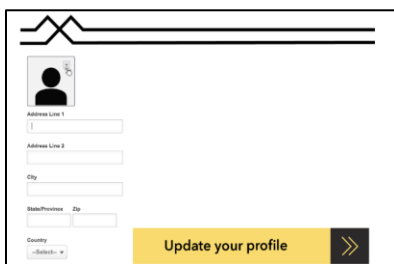 Address Line 1
Address Line 2
City
State/Province Zip
Country
--Select--
Update your profile